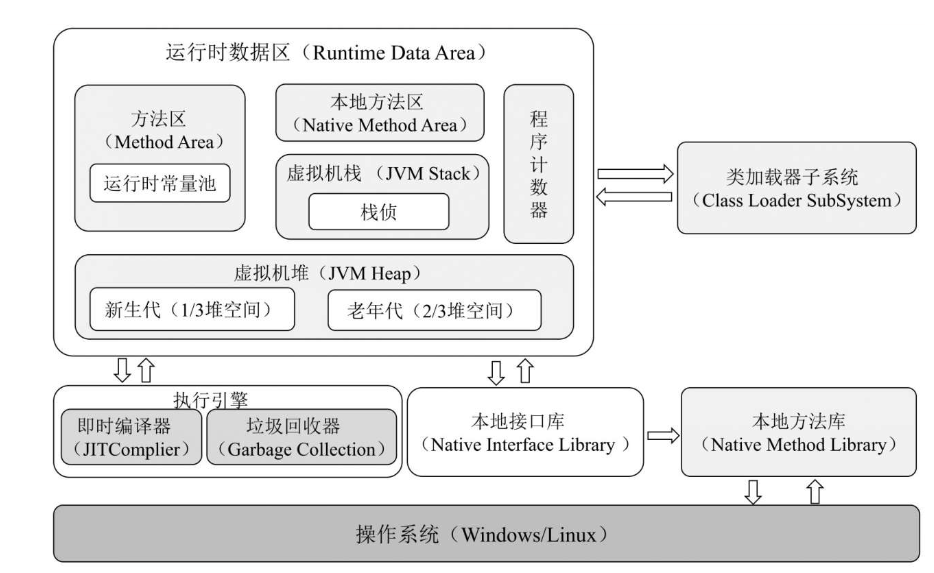 运行时数据区（Runtime Data Area）
方法区
（Method Area）
运行时常量池
本地方法区
（Native Method Area）
虚拟机栈 （JVM Stack）
栈侦
程
序
计
数
器
虚拟机堆（JVM Heap）
新生代（1/3堆空间）
老年代（2/3堆空间）
类加载器子系统
（Class Loader SubSystem）
执行引擎
即时编译器
（JITComplier）
垃圾回收器
（Garbage Collection）
本地接口库
（Native Interface Library ）
本地方法库
（Native Method Library）
操作系统（Windows/Linux）